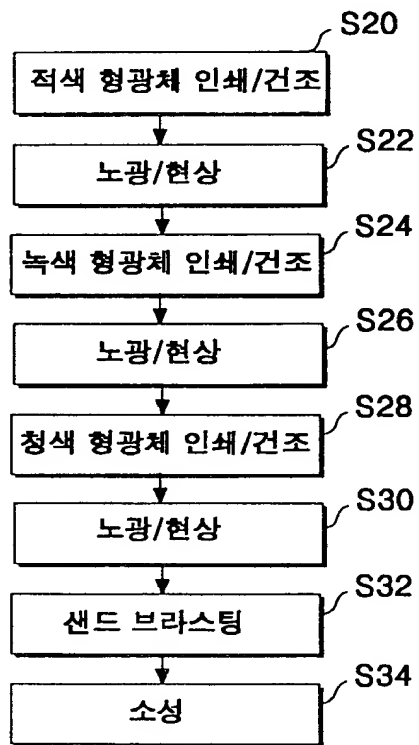 S20
적색 형광체 인쇄/건조
S22
노광/현상
S24
녹색 형광체 인쇄/건조
S26
노광/현상
S28
청색 형광체 인쇄/건조
S30
노광/현상
S32
샌드 브라스팅
S34
소성